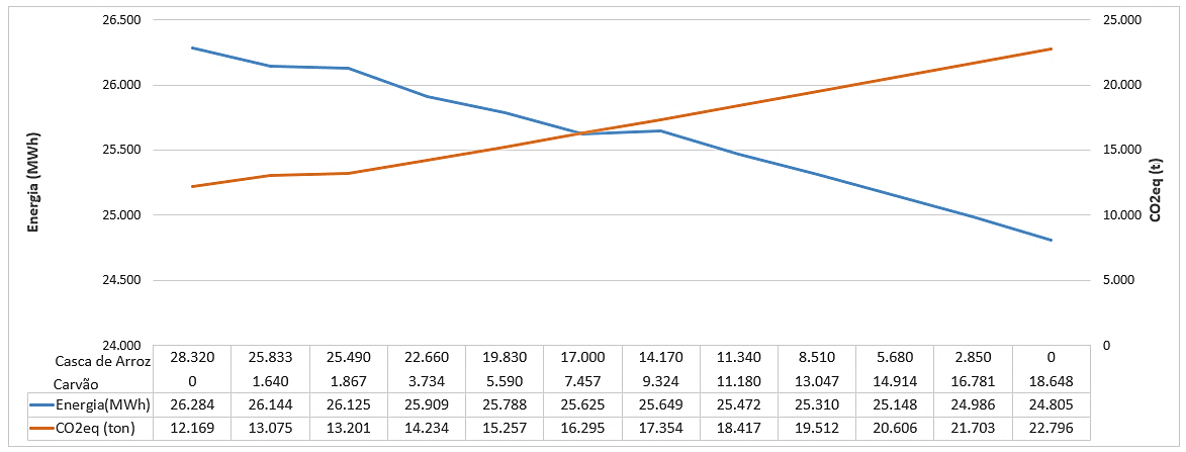 26.500
26.000
25.500
25.000
24.500
24.000
Energia (MWh)
25.000
20.000
15.000
10.000
5.000
0
CO2eq (t)
Casca de Arroz 28.320 25.833 25.490 22.660 19.830 17.000 14.170 11.340 8.510 5.680 2.850 0
Carvão 0 1.640 1.867 3.734 5.590 7.457 9.324 11.180 13.047 14.914 16.781 18.648
Energia(MWh) 26.284 26.144 26.125 25.909 25.788 25.625 25.649 25.472 25.310 25.148 24.986 24.805
CO2eq (ton) 12.169 13.075 13.201 14.234 15.257 16.295 17.354 18.417 19.512 20.606 21.703 22.796